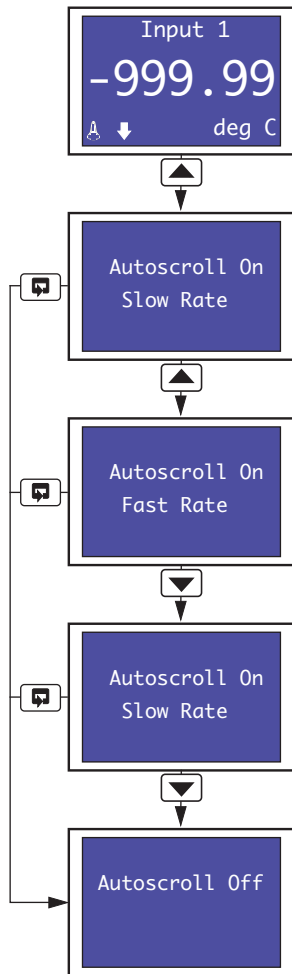 Input 1
-999.99
deg C
Autoscroll On
Slow Rate
Autoscroll On
Fast Rate
Autoscroll On
Slow Rate
Autoscroll Off